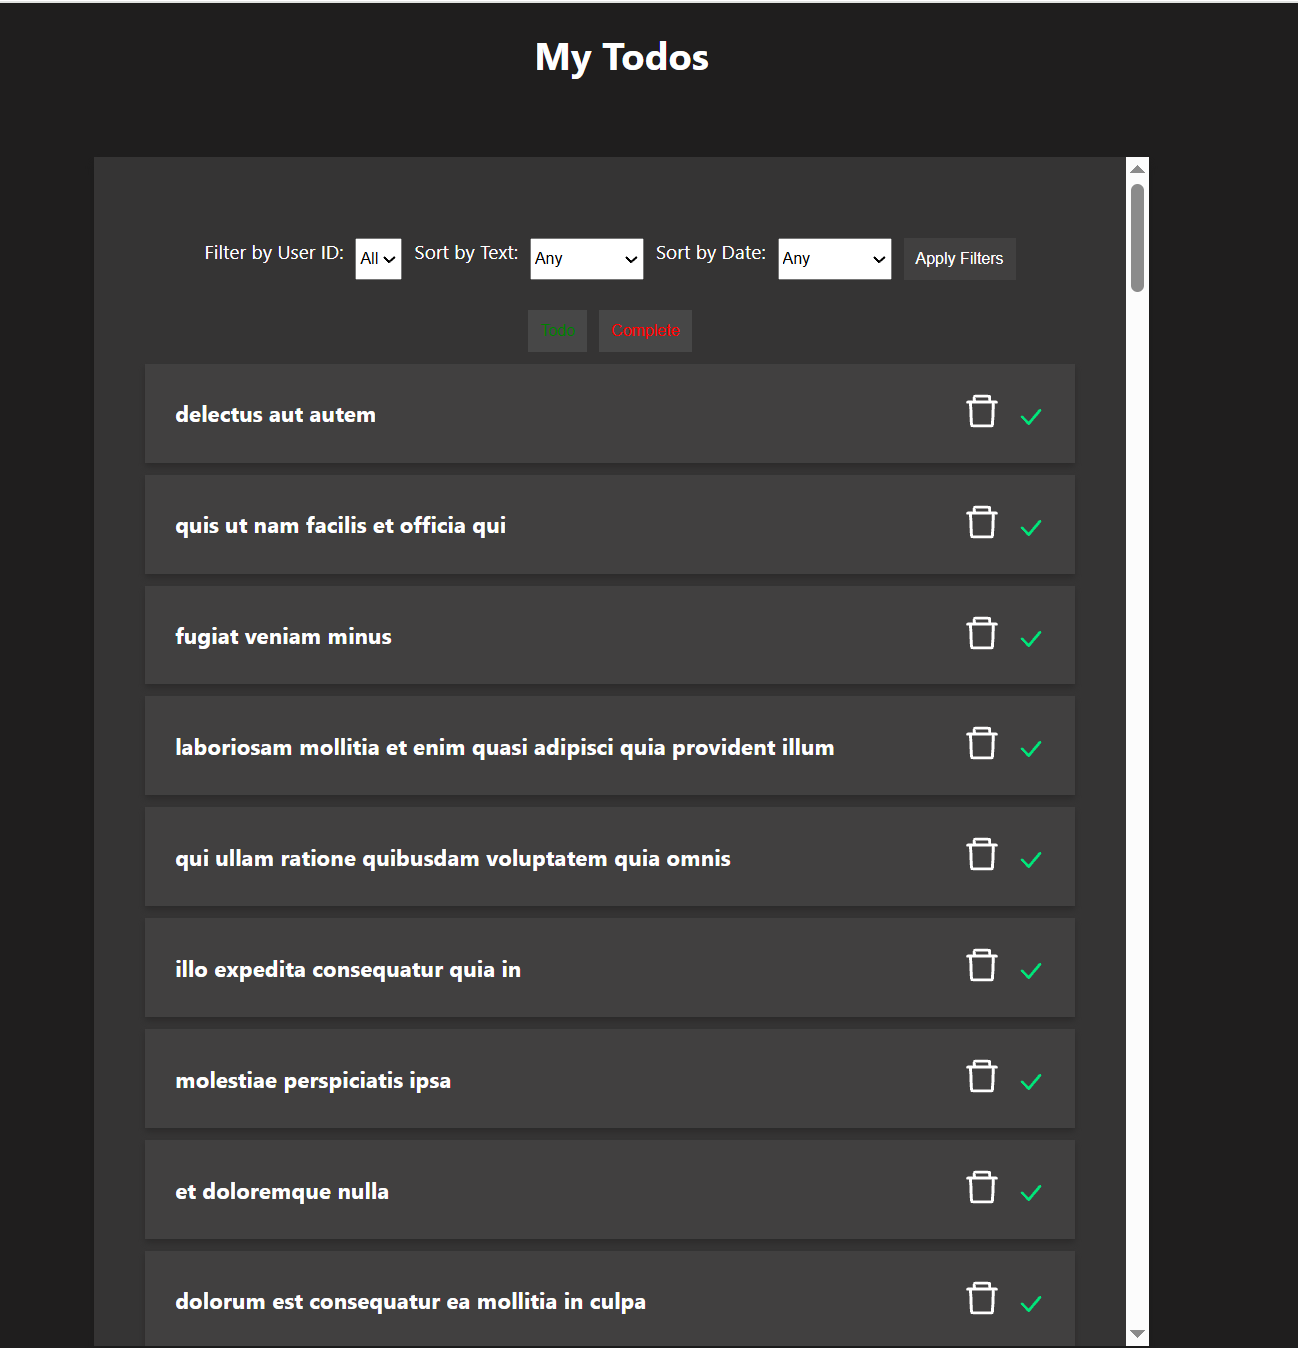 My Todos
Filter by User ID: All Sort by Text: Any Sort by Date: Any Apply Filters
Todo Complete
delectus aut autem
quis ut nam facilis et officia qui
fugiat veniam minus
laboriosam mollitia et enim quasi adipisci quia provident illum
qui ullam ratione quibusdam voluptatem quia omnis
illo expedita consequatur quia in
molestiae perspiciatis ipsa
et doloremque nulla
dolorum est consequatur ea mollitia in culpa